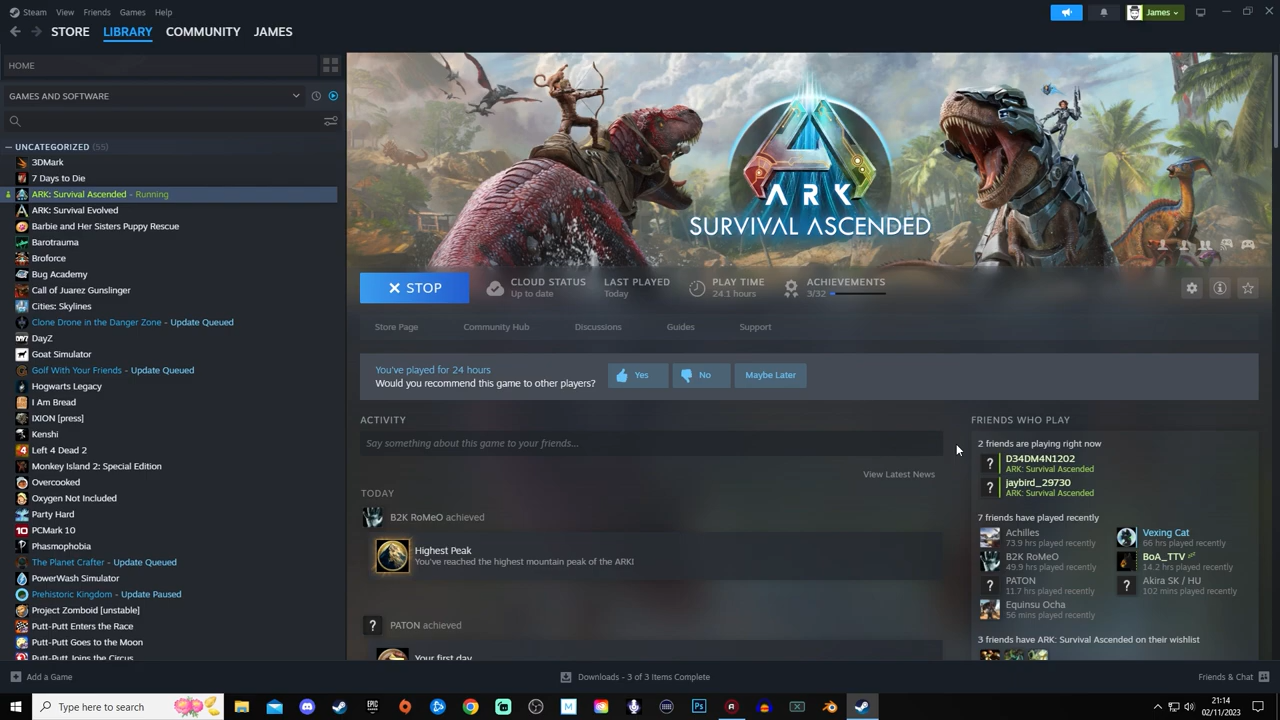 Steam View Friends Games Help
James
STORE LIBRARY COMMUNITY JAMES
HOME
GAMES AND SOFTWARE
UNCATEGORIZED (55)
3DMark
7 Days to Die
ARK: Survival Ascended - Running
ARK: Survival Evolved
Barbie and Her Sisters Puppy Rescue
Barotrauma
Broforce
Bug Academy
Call of Juarez Gunslinger
Cities: Skylines
Clone Drone in the Danger Zone - Update Queued
DayZ
Goat Simulator
Golf With Your Friends - Update Queued
Hogwarts Legacy
I Am Bread
IXION [press]
Kenshi
Left 4 Dead 2
Monkey Island 2: Special Edition
Overcooked
Oxygen Not Included
Party Hard
PCMark 10
Phasmophobia
The Planet Crafter - Update Queued
PowerWash Simulator
Prehistoric Kingdom - Update Paused
Project Zomboid [unstable]
Putt-Putt Enters the Race
Putt-Putt Goes to the Moon
Putt-Putt Joins the Circus
ARK
SURVIVAL ASCENDED
STOP
CLOUD STATUS
Up to date
LAST PLAYED
Today
PLAY TIME
24.1 hours
ACHIEVEMENTS
3/32
Store Page Community Hub Discussions Guides Support
You've played for 24 hours
Would you recommend this game to other players?
Yes No Maybe Later
ACTIVITY
Say something about this game to your friends...
View Latest News
TODAY
B2K RoMeO achieved
Highest Peak
You've reached the highest mountain peak of the ARK!
PATON achieved
Your first day
FRIENDS WHO PLAY
2 friends are playing right now
D34DM4N1202
ARK: Survival Ascended
jaybird_29730
ARK: Survival Ascended
7 friends have played recently
Achilles
73.9 hrs played recently
Vexing Cat
66 hrs played recently
B2K RoMeO
49.9 hrs played recently
BoA_TTV
14.2 hrs played recently
PATON
11.7 hrs played recently
Akira SK / HU
102 mins played recently
Equinsu Ocha
56 mins played recently
3 friends have ARK: Survival Ascended on their wishlist
Add a Game
Downloads - 3 of 3 Items Complete
Friends & Chat
Type here to search
21:14
02/11/2023